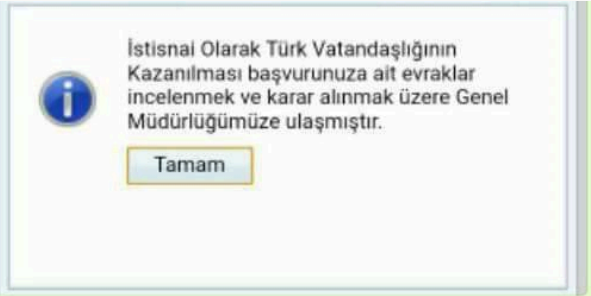 İstisnai Olarak Türk Vatandaşlığının
Kazanılması başvurunuza ait evraklar
incelenmek ve karar alınmak üzere Genel
Müdürlüğümüze ulaşmıştır.
Tamam